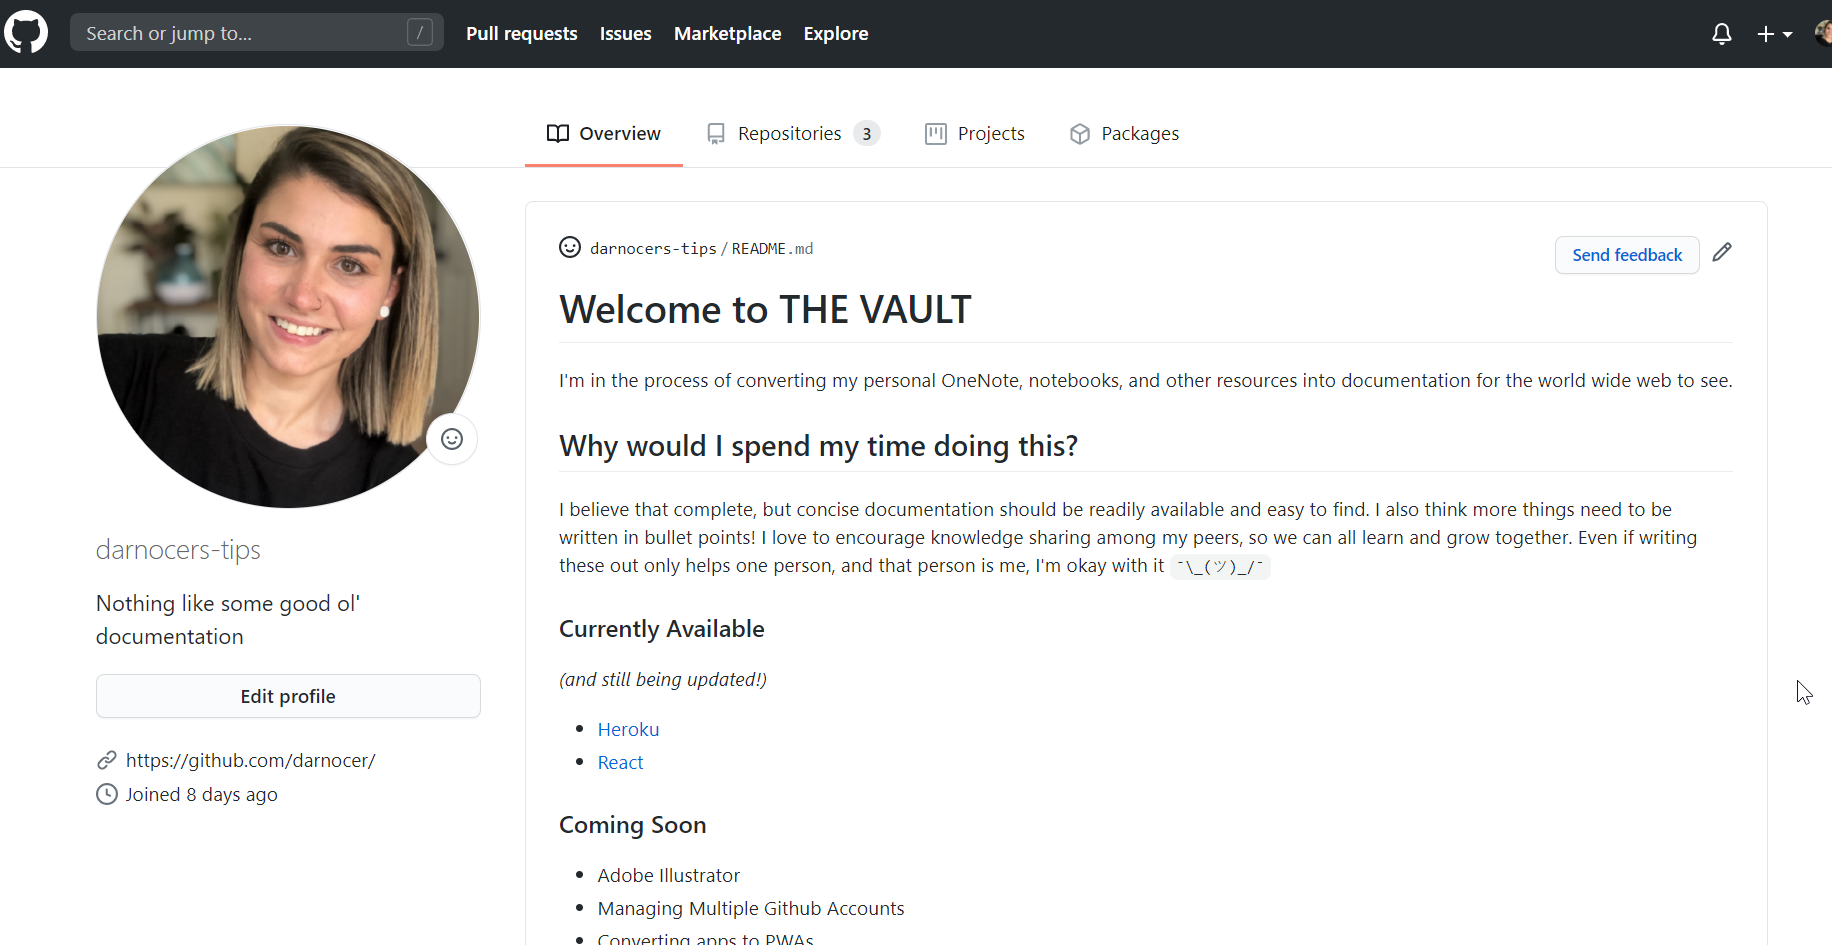 Search or jump to... /
Pull requests Issues Marketplace Explore
Overview Repositories 3 Projects Packages
darnocers-tips
Nothing like some good ol'
documentation
Edit profile
https://github.com/darnocer/
Joined 8 days ago
darnocers-tips/README.md
Send feedback
Welcome to THE VAULT
I'm in the process of converting my personal OneNote, notebooks, and other resources into documentation for the world wide web to see.
Why would I spend my time doing this?
I believe that complete, but concise documentation should be readily available and easy to find. I also think more things need to be
written in bullet points! I love to encourage knowledge sharing among my peers, so we can all learn and grow together. Even if writing
these out only helps one person, and that person is me, I'm okay with it ¯\_(ツ)_/¯
Currently Available
(and still being updated!)
• Heroku
• React
Coming Soon
• Adobe Illustrator
• Managing Multiple Github Accounts
• Converting apps to PWAs